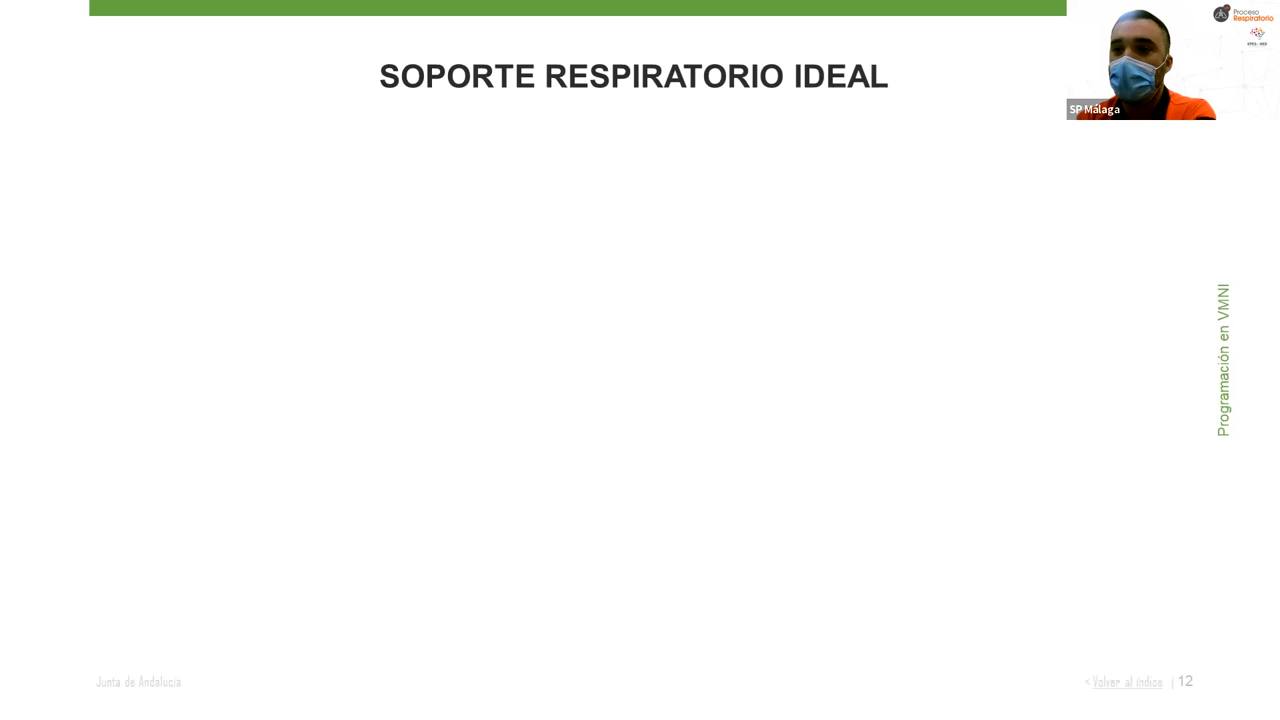 SOPORTE RESPIRATORIO IDEAL
Proceso
Respiratorio
SP Málaga
Programación en VMNI
Junta de Andalucía
< Volver al índice | 12